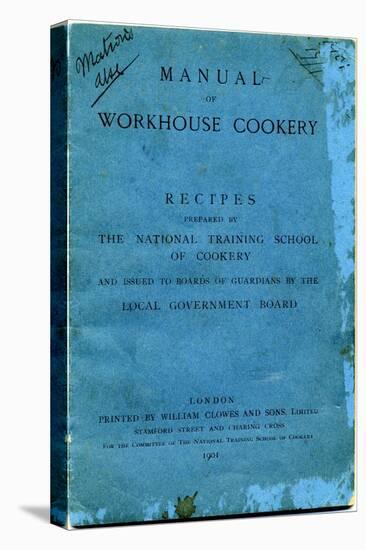 Matron's
use
MANUAL
OF
WORKHOUSE COOKERY
RECIPES
PREPARED BY
THE NATIONAL TRAINING SCHOOL
OF COOKERY
AND ISSUED TO BOARDS OF GUARDIANS BY THE
LOCAL GOVERNMENT BOARD
LONDON
PRINTED BY WILLIAM CLOWES AND SONS, LIMITED
STAMFORD STREET AND CHARING CROSS
FOR THE COMMITTEE OF THE NATIONAL TRAINING SCHOOL OF COOKERY
1901